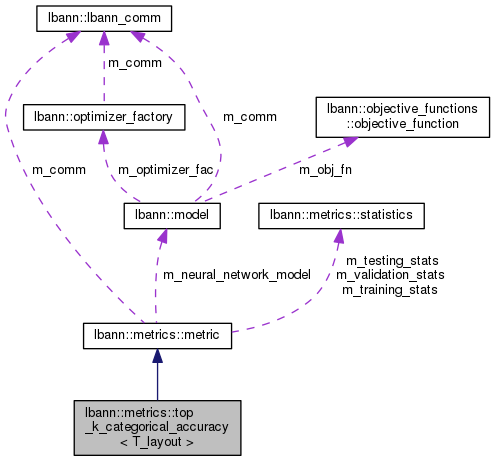 lbann::lbann_comm
m_comm
lbann::optimizer_factory
m_comm
lbann::objective_functions
::objective_function
m_comm
m_optimizer_fac
m_obj_fn
lbann::model
lbann::metrics::statistics
m_neural_network_model
m_testing_stats
m_validation_stats
m_training_stats
lbann::metrics::metric
lbann::metrics::top
_k_categorical_accuracy
< T_layout >